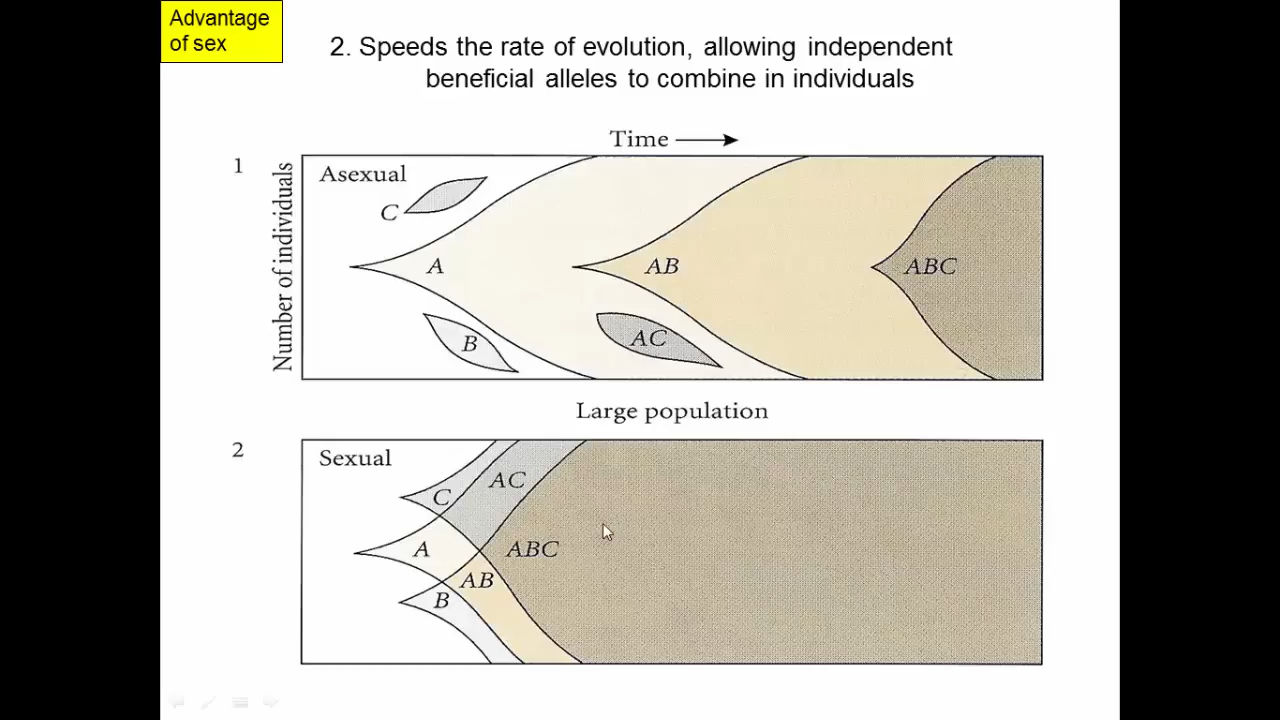 Advantage
of sex
2. Speeds the rate of evolution, allowing independent
beneficial alleles to combine in individuals
Time
1
Number of individuals
Asexual
C
A
B
AB
AC
ABC
Large population
2
Sexual
C
AC
A
ABC
AB
B